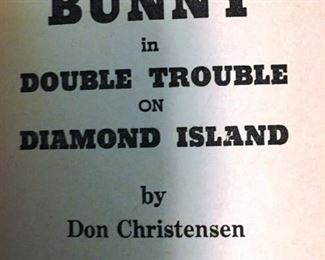 BUNNY
in
DOUBLE TROUBLE
ON
DIAMOND ISLAND
by
Don Christensen